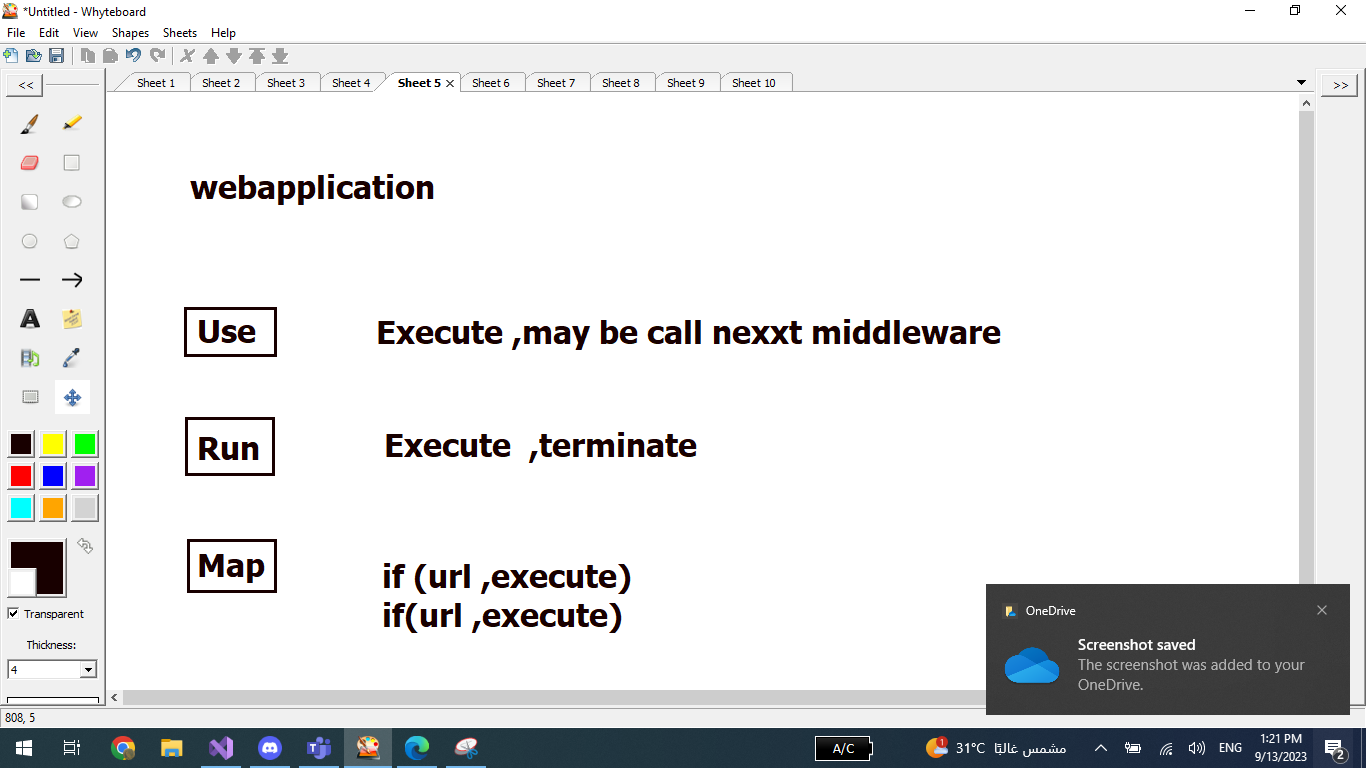 *Untitled - Whyteboard
File Edit View Shapes Sheets Help
<< Sheet 1 Sheet 2 Sheet 3 Sheet 4 Sheet 5 Sheet 6 Sheet 7 Sheet 8 Sheet 9 Sheet 10 >>
webapplication
Use Execute ,may be call nexxt middleware
Run Execute ,terminate
Map if (url ,execute)
if(url ,execute)
Transparent
Thickness:
4
OneDrive
Screenshot saved
The screenshot was added to your
OneDrive.
808, 5
A/C
1
31°C مشمس غالبًا
ENG
1:21 PM
9/13/2023
2